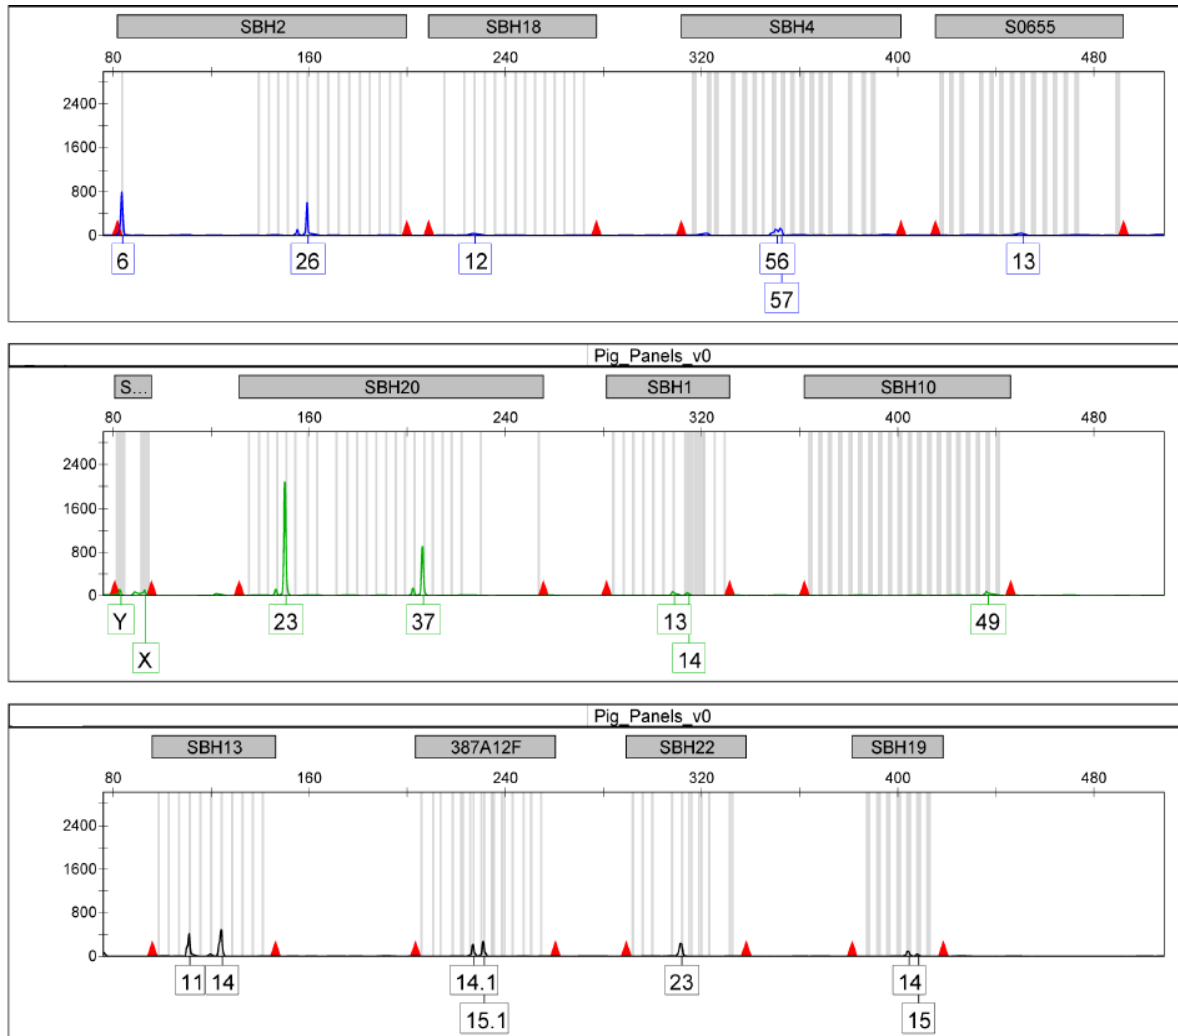 SBH2 SBH18 SBH4 S0655
80 160 240 320 400 480
2400
1600
800
0
6 26 12 56 13
57
Pig_Panels_v0
S... SBH20 SBH1 SBH10
80 160 240 320 400 480
2400
1600
800
0
Y 23 37 13 49
X 14
Pig_Panels_v0
SBH13 387A12F SBH22 SBH19
80 160 240 320 400 480
2400
1600
800
0
11 14 14.1 23 14
15.1 15